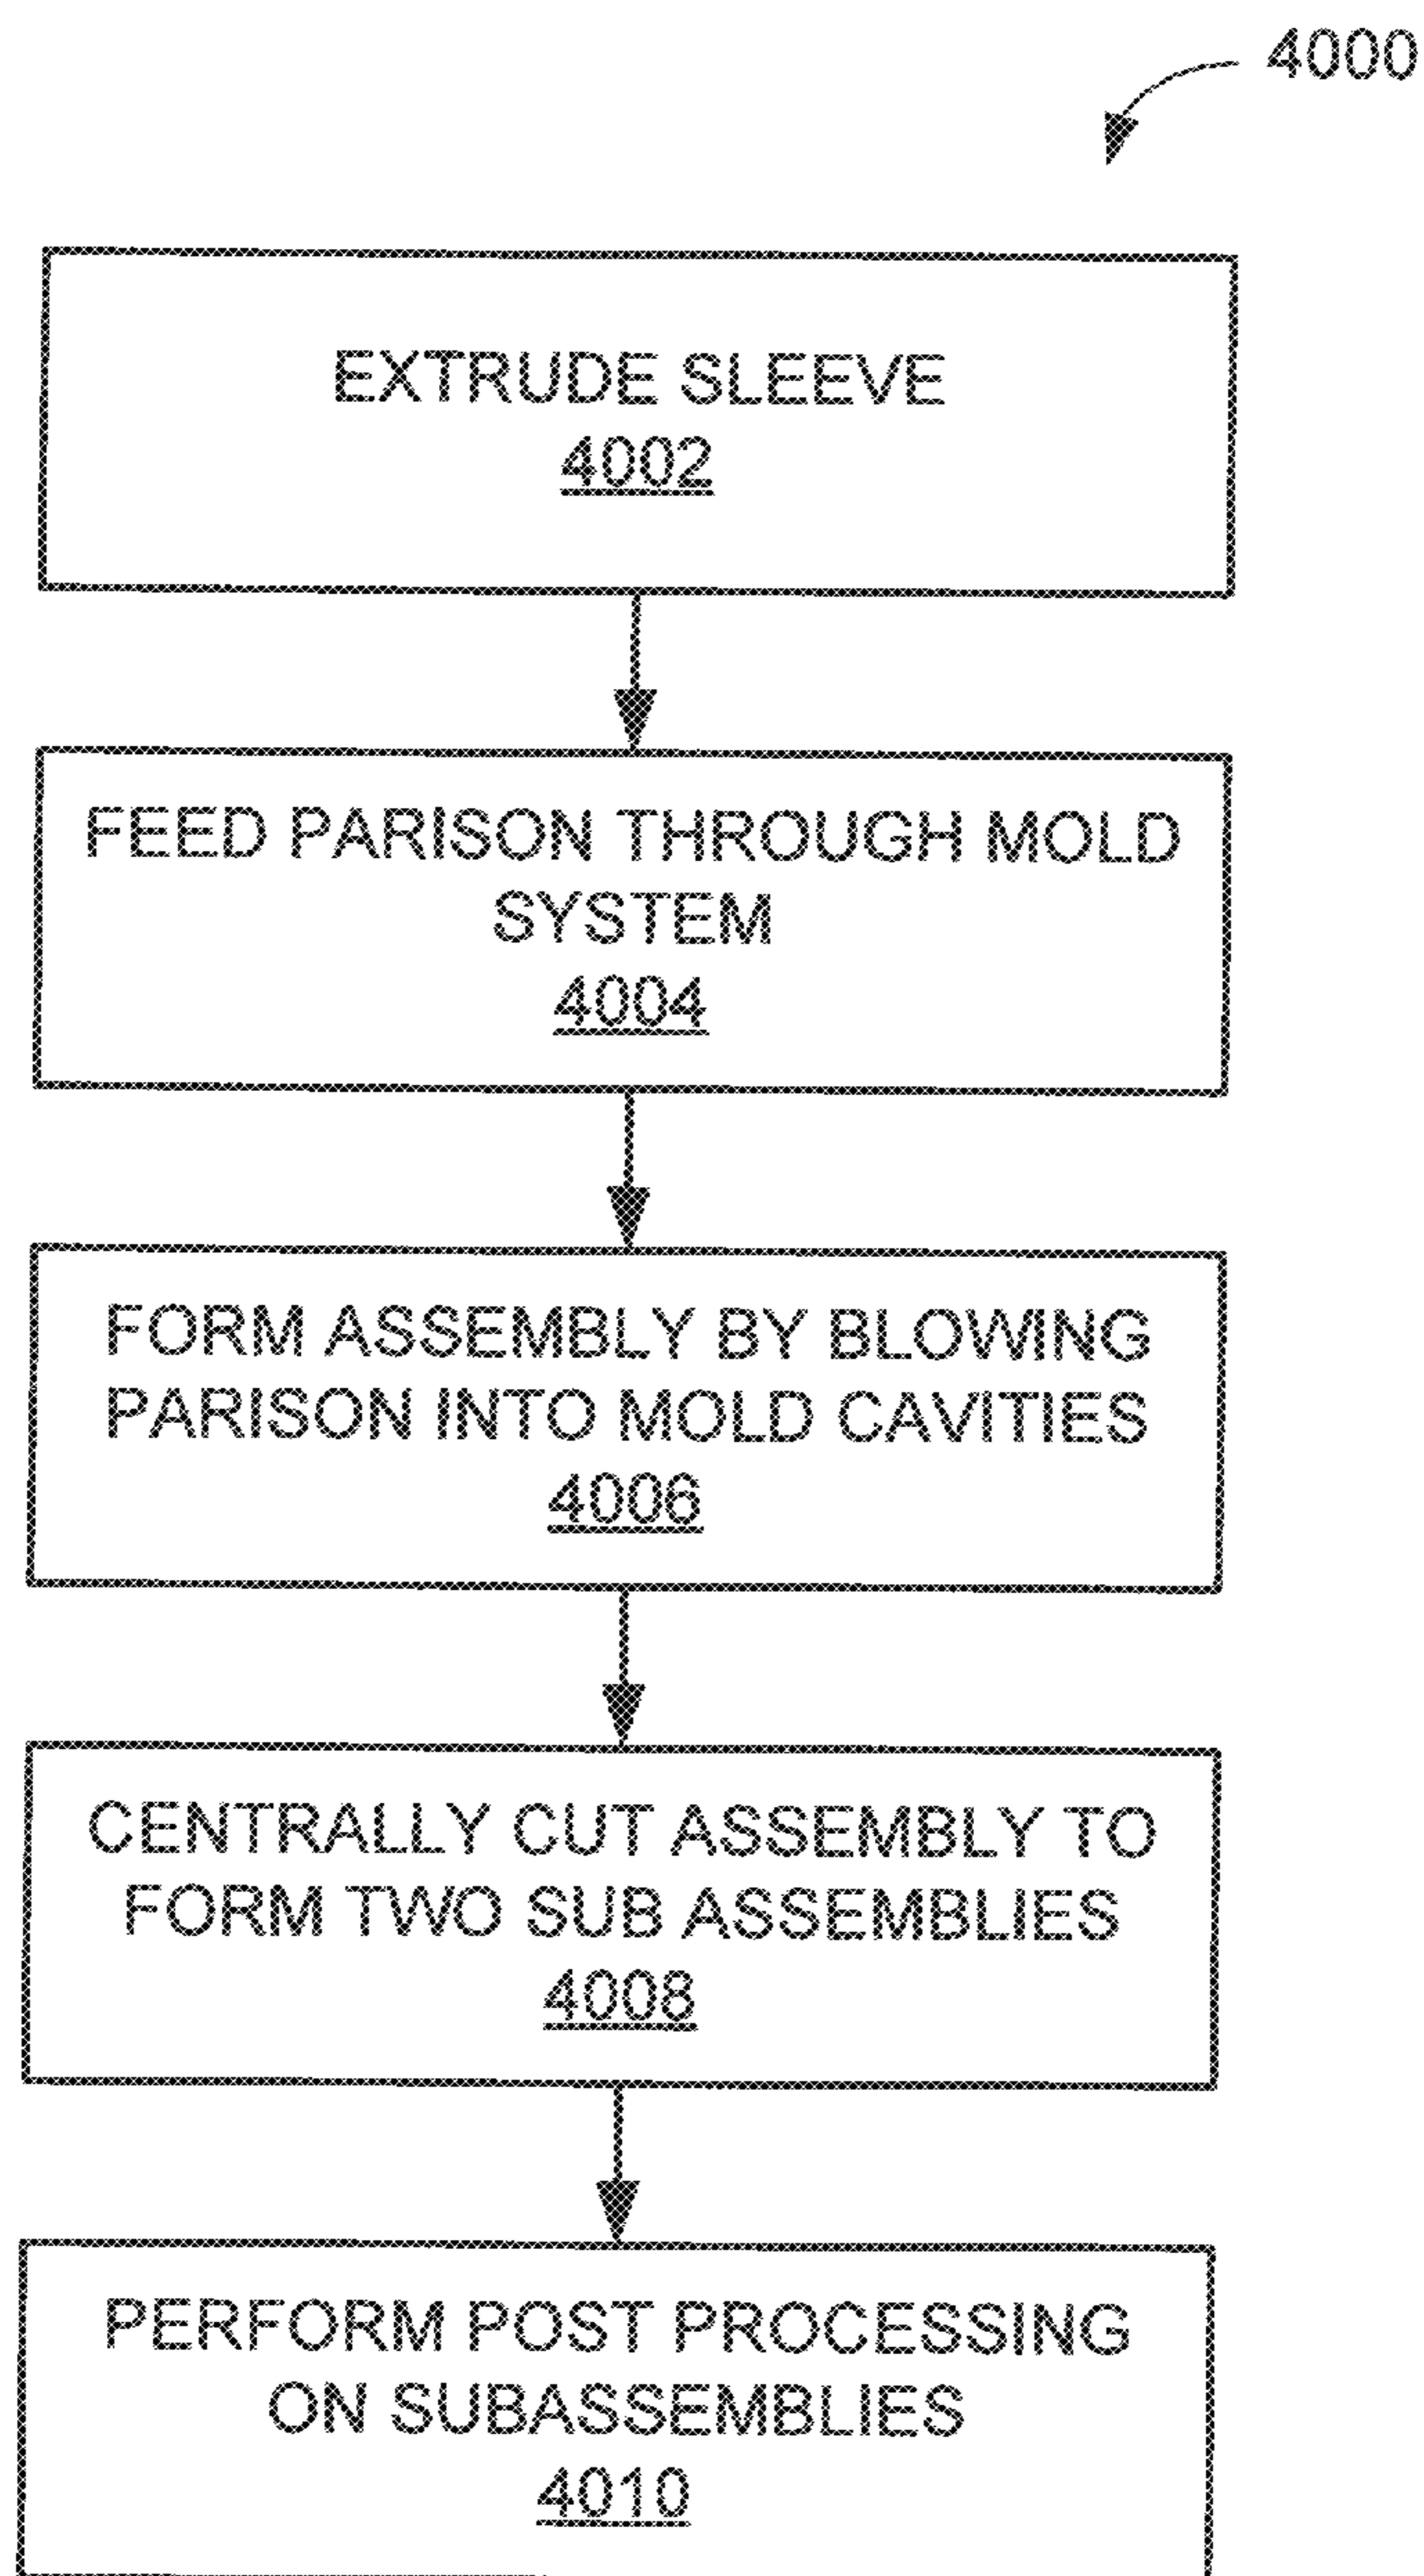 4000
EXTRUDE SLEEVE
4002
FEED PARISON THROUGH MOLD
SYSTEM
4004
FORM ASSEMBLY BY BLOWING
PARISON INTO MOLD CAVITIES
4006
CENTRALLY CUT ASSEMBLY TO
FORM TWO SUB ASSEMBLIES
4008
PERFORM POST PROCESSING
ON SUBASSEMBLIES
4010